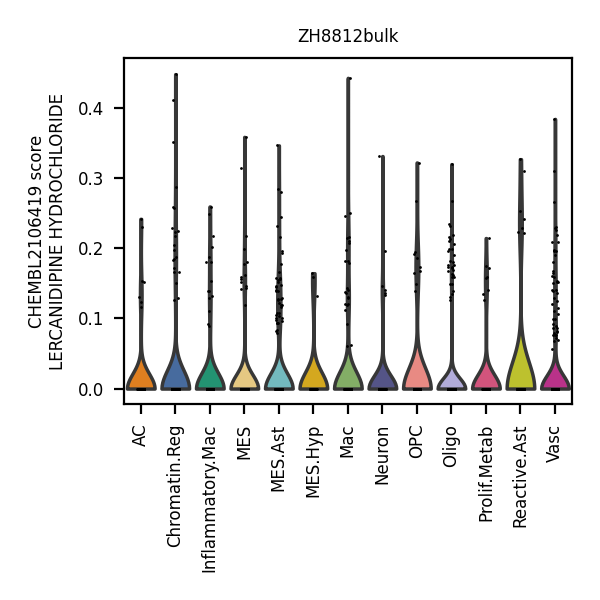 ZH8812bulk
CHEMBL2106419 score
LERCANIDIPINE HYDROCHLORIDE
0.4
0.3
0.2
0.1
0.0
AC
Chromatin.Reg
Inflammatory.Mac
MES
MES.Ast
MES.Hyp
Mac
Neuron
OPC
Oligo
Prolif.Metab
Reactive.Ast
Vasc